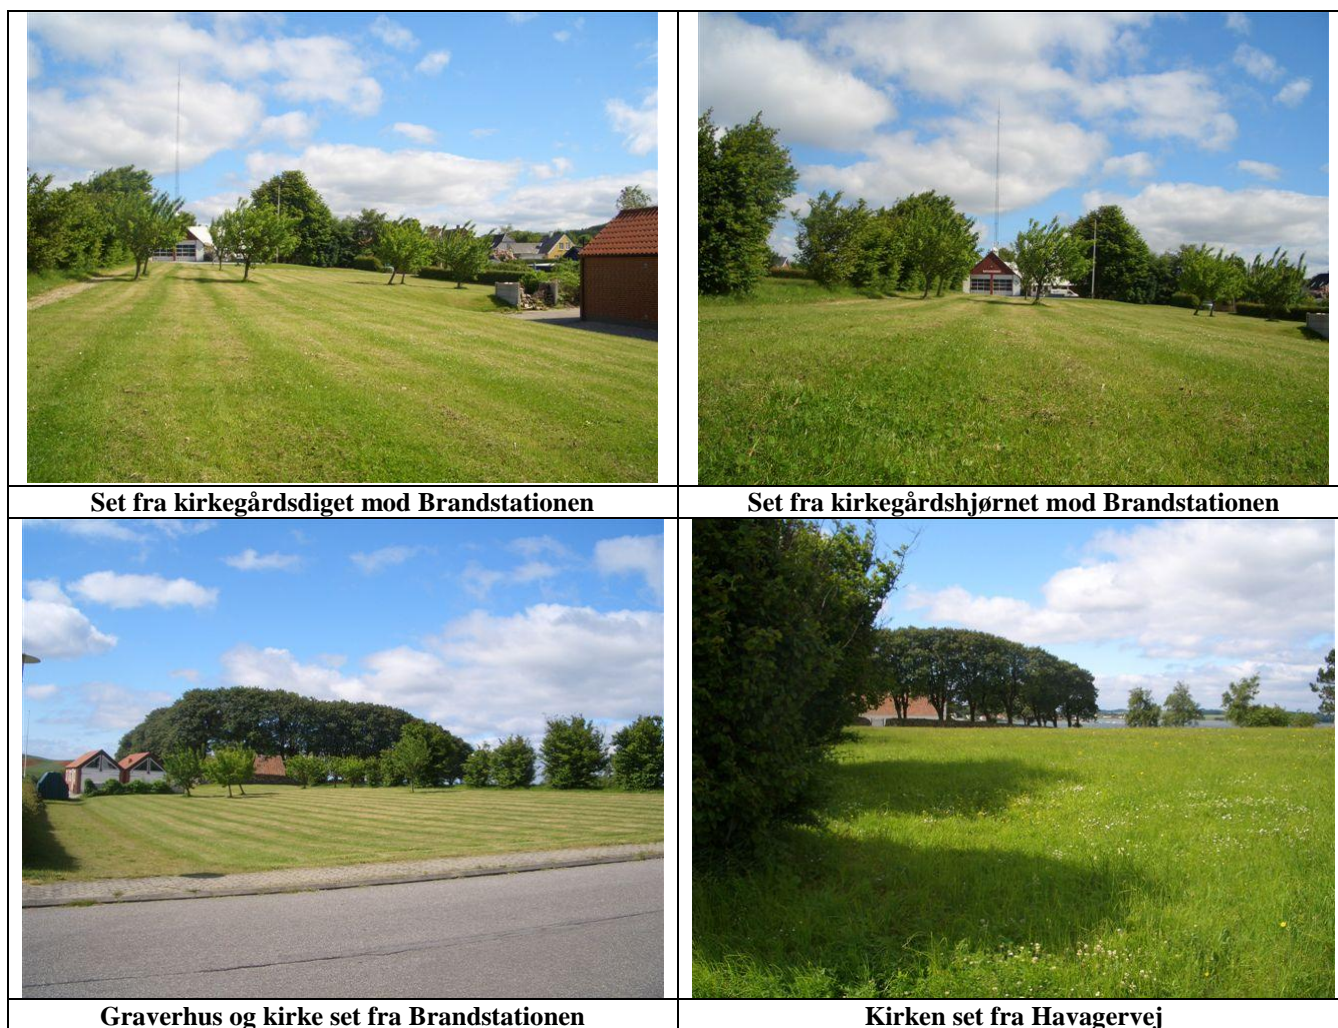 Set fra kirkegårdsdiget mod Brandstationen
Set fra kirkegårdshjørnet mod Brandstationen
Graverhus og kirke set fra Brandstationen
Kirken set fra Havagervej